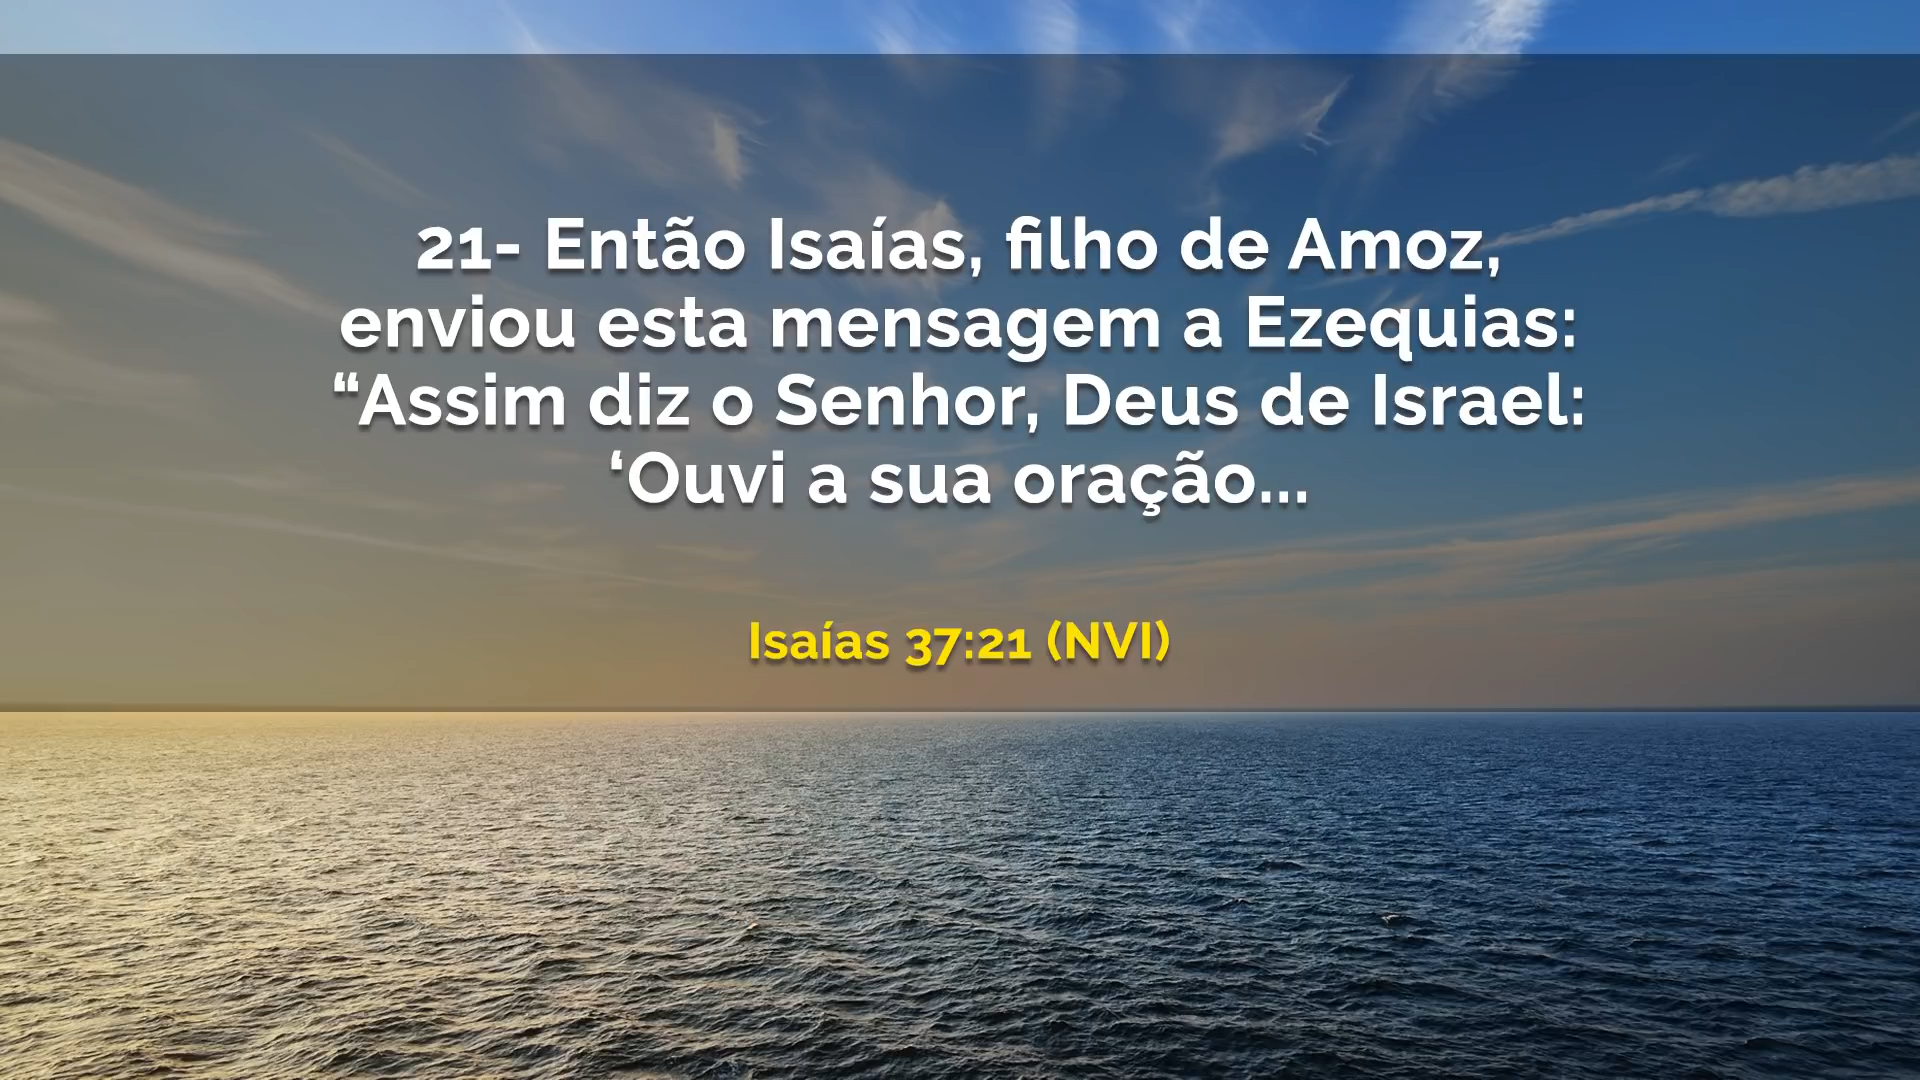 21- Então Isaías, filho de Amoz,
enviou esta mensagem a Ezequias:
“Assim diz o Senhor, Deus de Israel:
‘Ouvi a sua oração...
Isaías 37:21 (NVI)